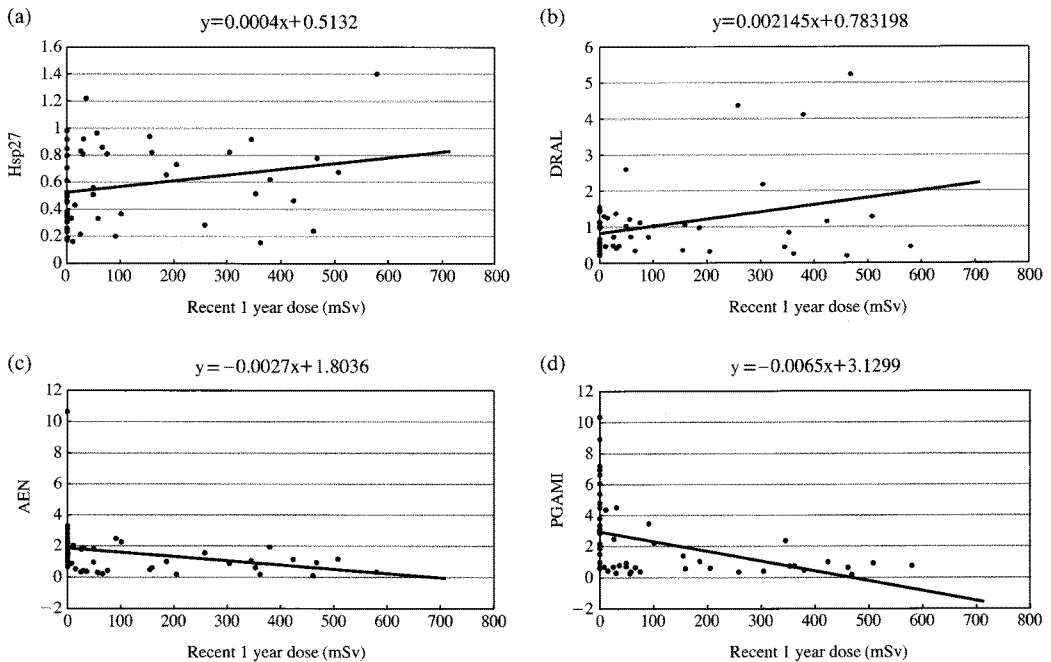 (a)
y=0.0004x+0.5132
Hsp27
1.6
1.4
1.2
1
0.8
0.6
0.4
0.2
0
0 100 200 300 400 500 600 700 800
Recent 1 year dose (mSv)
(b)
y=0.002145x+0.783198
DRAL
6
5
4
3
2
1
0
0 100 200 300 400 500 600 700 800
Recent 1 year dose (mSv)
(c)
y=−0.0027x+1.8036
AEN
12
10
8
6
4
2
0
−2
0 100 200 300 400 500 600 700 800
Recent 1 year dose (mSv)
(d)
y=−0.0065x+3.1299
PGAMI
12
10
8
6
4
2
0
−2
0 100 200 300 400 500 600 700 800
Recent 1 year dose (mSv)